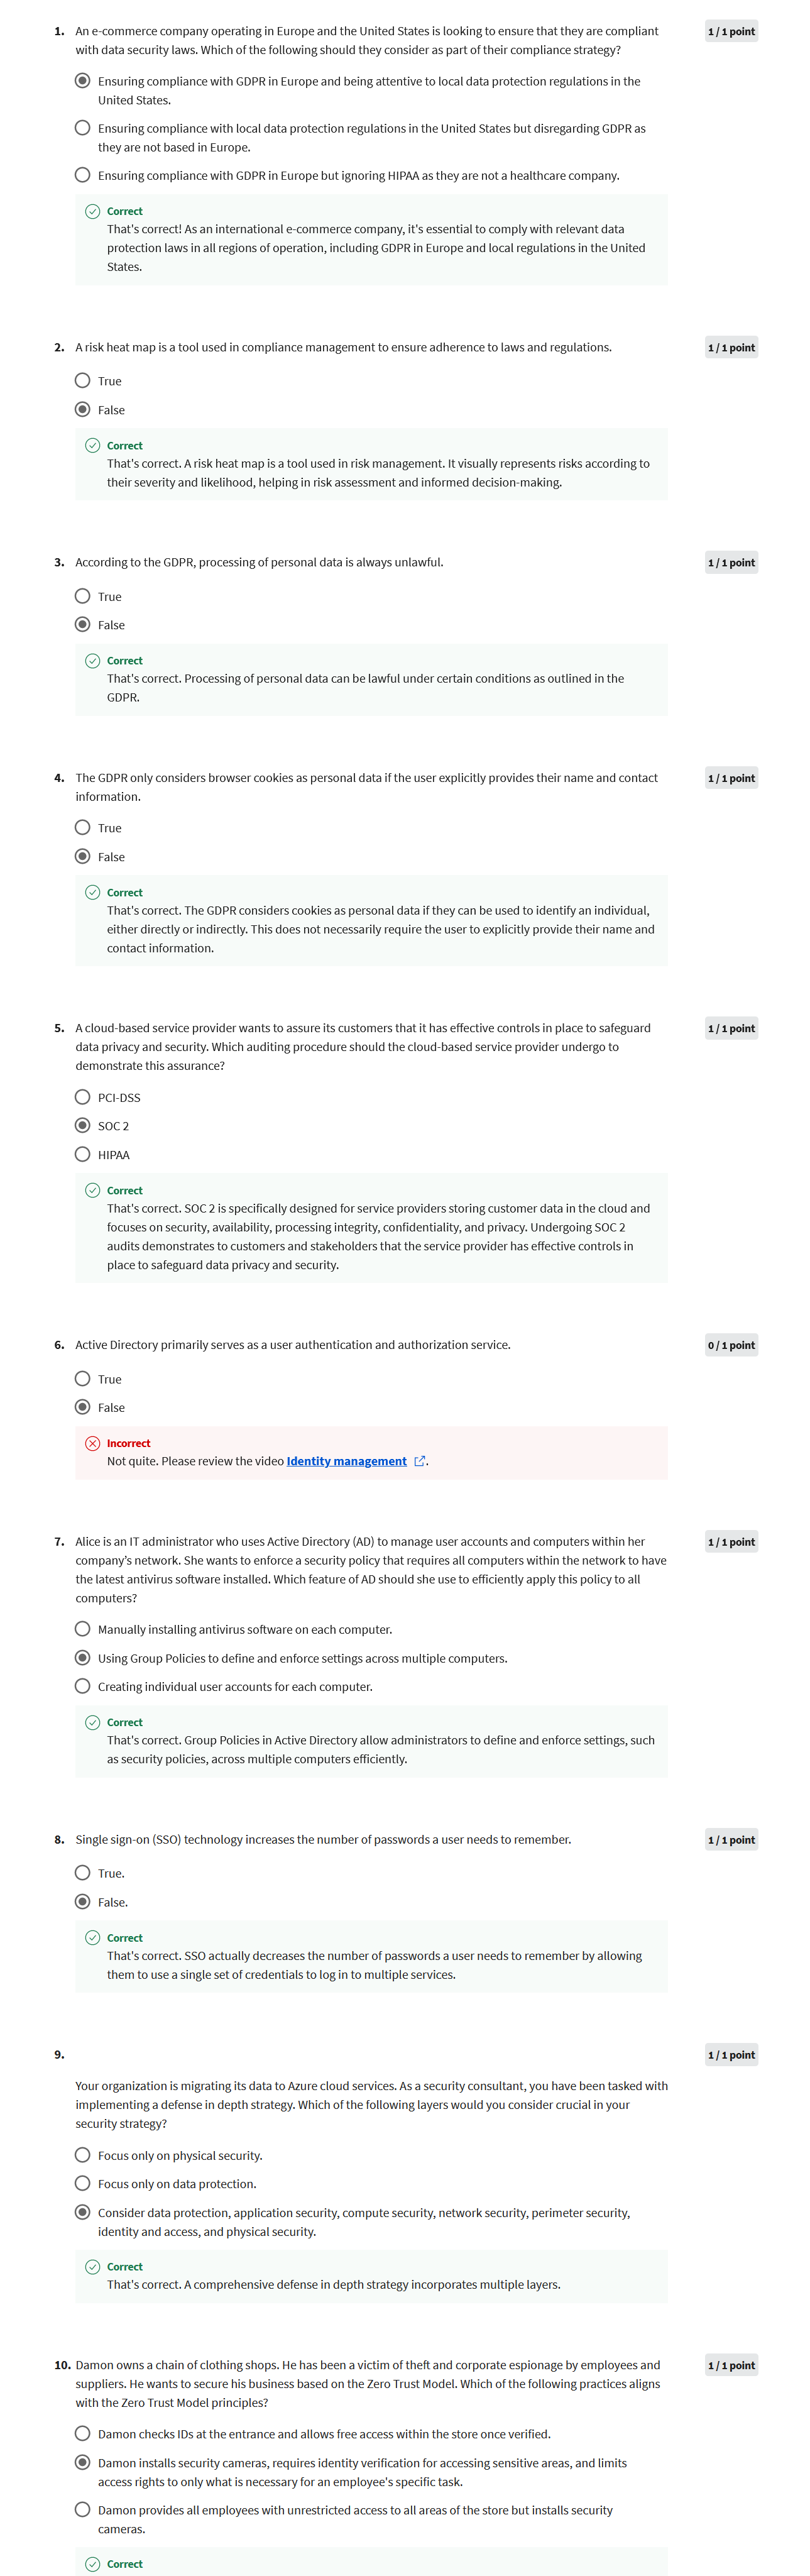 1. An e-commerce company operating in Europe and the United States is looking to ensure that they are compliant
with data security laws. Which of the following should they consider as part of their compliance strategy?
1 / 1 point
Ensuring compliance with GDPR in Europe and being attentive to local data protection regulations in the
United States.
Ensuring compliance with local data protection regulations in the United States but disregarding GDPR as
they are not based in Europe.
Ensuring compliance with GDPR in Europe but ignoring HIPAA as they are not a healthcare company.
Correct
That's correct! As an international e-commerce company, it's essential to comply with relevant data
protection laws in all regions of operation, including GDPR in Europe and local regulations in the United
States.
2. A risk heat map is a tool used in compliance management to ensure adherence to laws and regulations.
1 / 1 point
True
False
Correct
That's correct. A risk heat map is a tool used in risk management. It visually represents risks according to
their severity and likelihood, helping in risk assessment and informed decision-making.
3. According to the GDPR, processing of personal data is always unlawful.
1 / 1 point
True
False
Correct
That's correct. Processing of personal data can be lawful under certain conditions as outlined in the
GDPR.
4. The GDPR only considers browser cookies as personal data if the user explicitly provides their name and contact
information.
1 / 1 point
True
False
Correct
That's correct. The GDPR considers cookies as personal data if they can be used to identify an individual,
either directly or indirectly. This does not necessarily require the user to explicitly provide their name and
contact information.
5. A cloud-based service provider wants to assure its customers that it has effective controls in place to safeguard
data privacy and security. Which auditing procedure should the cloud-based service provider undergo to
demonstrate this assurance?
1 / 1 point
PCI-DSS
SOC 2
HIPAA
Correct
That's correct. SOC 2 is specifically designed for service providers storing customer data in the cloud and
focuses on security, availability, processing integrity, confidentiality, and privacy. Undergoing SOC 2
audits demonstrates to customers and stakeholders that the service provider has effective controls in
place to safeguard data privacy and security.
6. Active Directory primarily serves as a user authentication and authorization service.
0 / 1 point
True
False
Incorrect
Not quite. Please review the video Identity management.
7. Alice is an IT administrator who uses Active Directory (AD) to manage user accounts and computers within her
company’s network. She wants to enforce a security policy that requires all computers within the network to have
the latest antivirus software installed. Which feature of AD should she use to efficiently apply this policy to all
computers?
1 / 1 point
Manually installing antivirus software on each computer.
Using Group Policies to define and enforce settings across multiple computers.
Creating individual user accounts for each computer.
Correct
That's correct. Group Policies in Active Directory allow administrators to define and enforce settings, such
as security policies, across multiple computers efficiently.
8. Single sign-on (SSO) technology increases the number of passwords a user needs to remember.
1 / 1 point
True.
False.
Correct
That's correct. SSO actually decreases the number of passwords a user needs to remember by allowing
them to use a single set of credentials to log in to multiple services.
9.
1 / 1 point
Your organization is migrating its data to Azure cloud services. As a security consultant, you have been tasked with
implementing a defense in depth strategy. Which of the following layers would you consider crucial in your
security strategy?
Focus only on physical security.
Focus only on data protection.
Consider data protection, application security, compute security, network security, perimeter security,
identity and access, and physical security.
Correct
That's correct. A comprehensive defense in depth strategy incorporates multiple layers.
10. Damon owns a chain of clothing shops. He has been a victim of theft and corporate espionage by employees and
suppliers. He wants to secure his business based on the Zero Trust Model. Which of the following practices aligns
with the Zero Trust Model principles?
1 / 1 point
Damon checks IDs at the entrance and allows free access within the store once verified.
Damon installs security cameras, requires identity verification for accessing sensitive areas, and limits
access rights to only what is necessary for an employee's specific task.
Damon provides all employees with unrestricted access to all areas of the store but installs security
cameras.
Correct